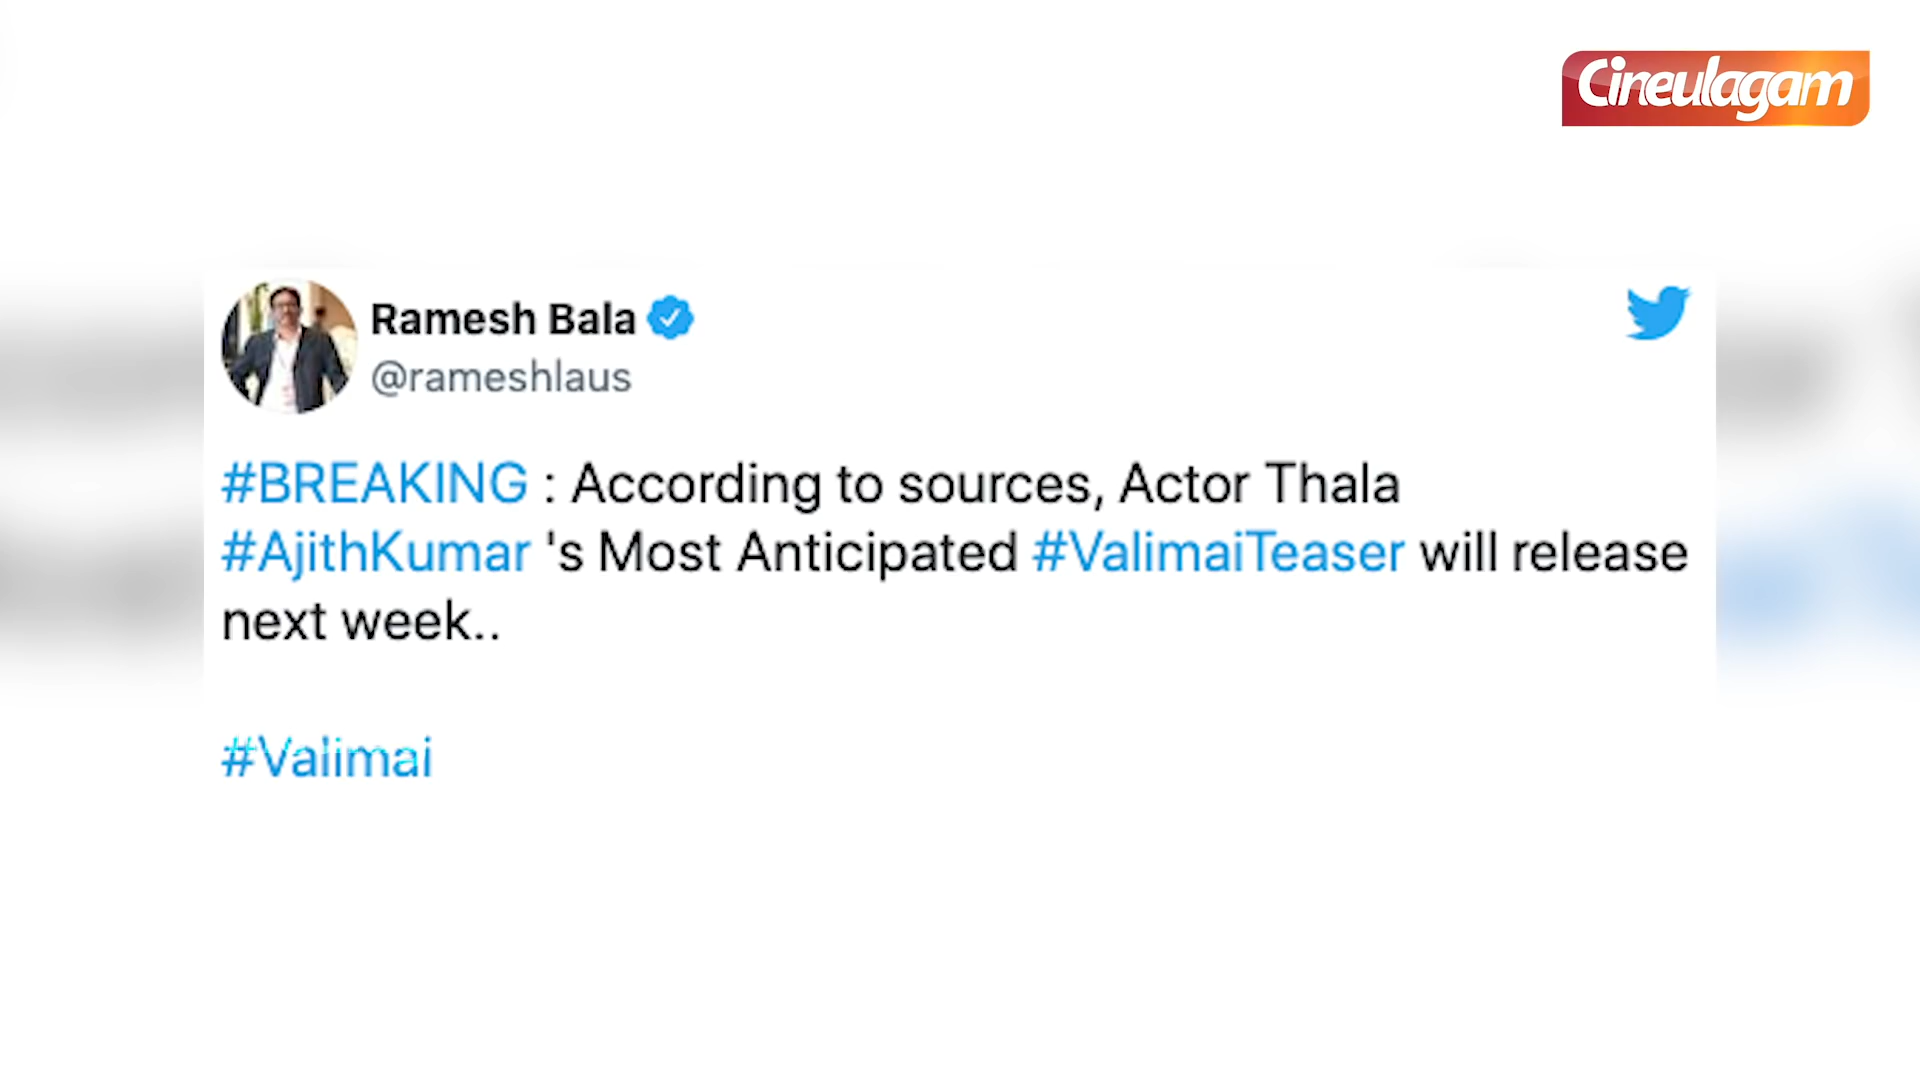 Cineulagam
Ramesh Bala
@rameshlaus
#BREAKING : According to sources, Actor Thala
#AjithKumar 's Most Anticipated #ValimaiTeaser will release
next week..
#Valimai